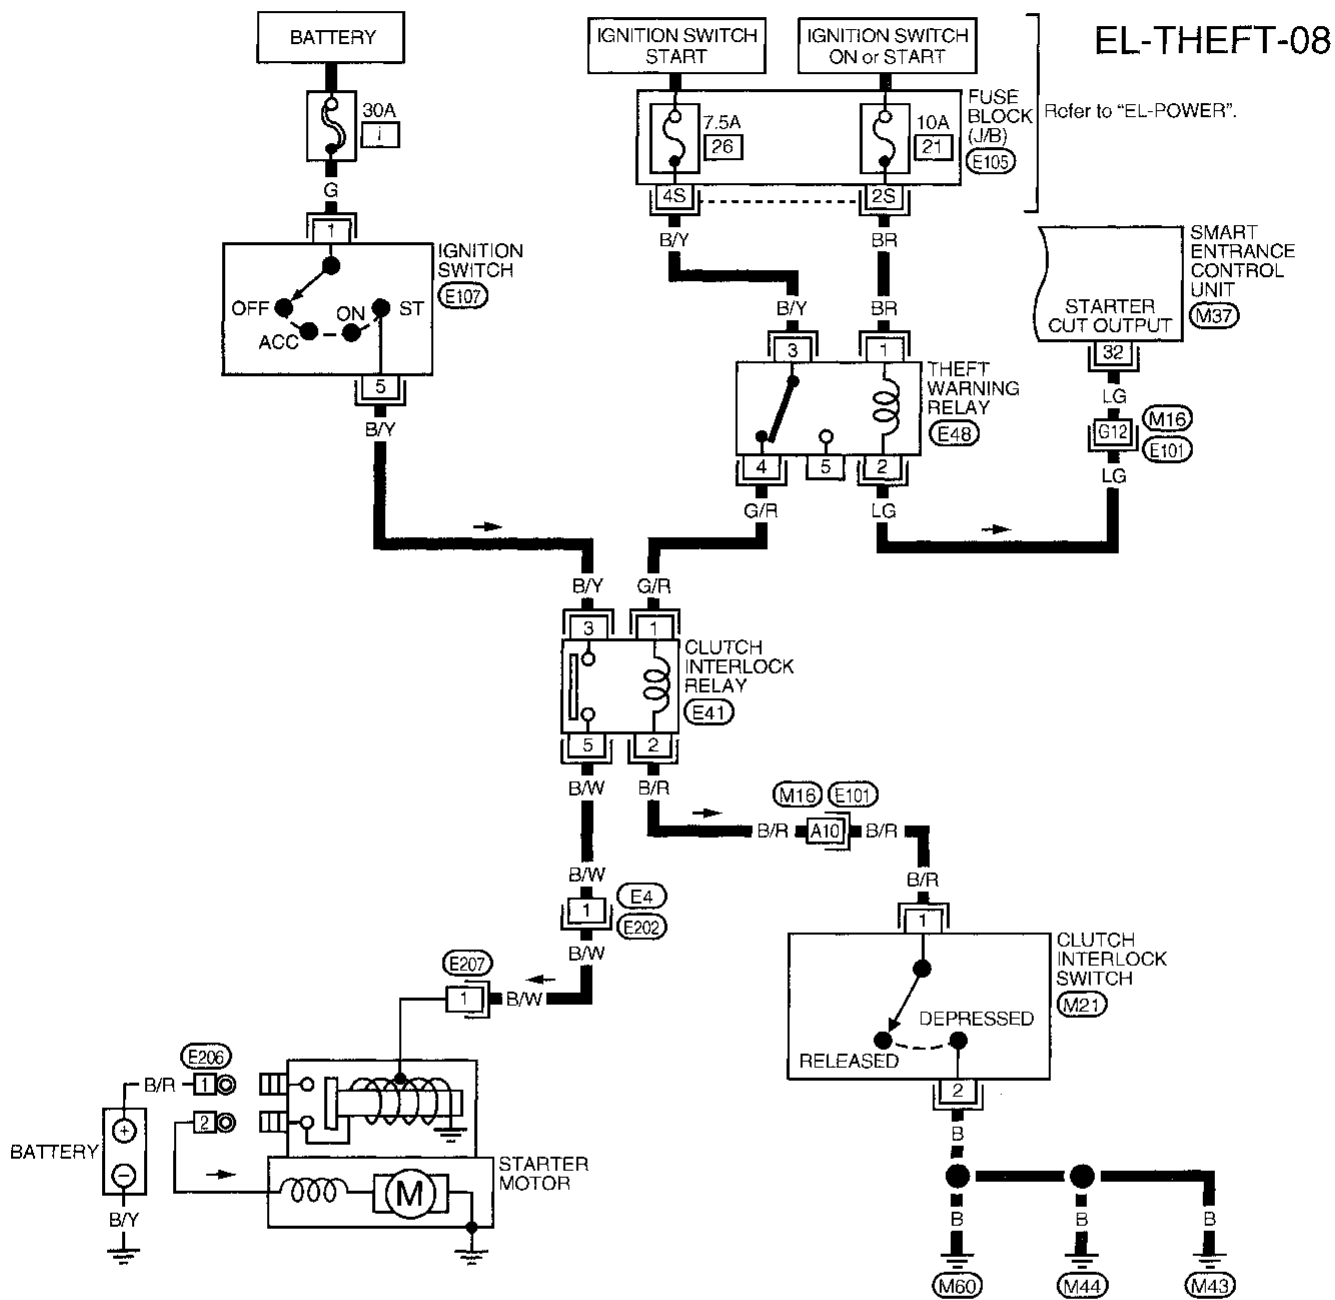 EL-THEFT-08
BATTERY
IGNITION SWITCH
START
IGNITION SWITCH
ON or START
30A
7.5A
26
10A
21
FUSE
BLOCK
(J/B)
E105
Refer to "EL-POWER".
G
4S
2S
1
B/Y
BR
IGNITION
SWITCH
E107
OFF
ACC
ON
ST
SMART
ENTRANCE
CONTROL
UNIT
M37
STARTER
CUT OUTPUT
B/Y
BR
32
3
1
5
THEFT
WARNING
RELAY
E48
LG
B/Y
G12
M16
E101
4
5
2
LG
G/R
LG
B/Y
G/R
3
1
CLUTCH
INTERLOCK
RELAY
E41
5
2
B/W
B/R
M16
E101
B/R
A10
B/R
B/W
B/R
1
E4
E202
1
B/W
CLUTCH
INTERLOCK
SWITCH
M21
E207
1
B/W
DEPRESSED
RELEASED
E206
B/R
1
2
2
B
BATTERY
+
−
STARTER
MOTOR
M
B/Y
B
B
B
M60
M44
M43